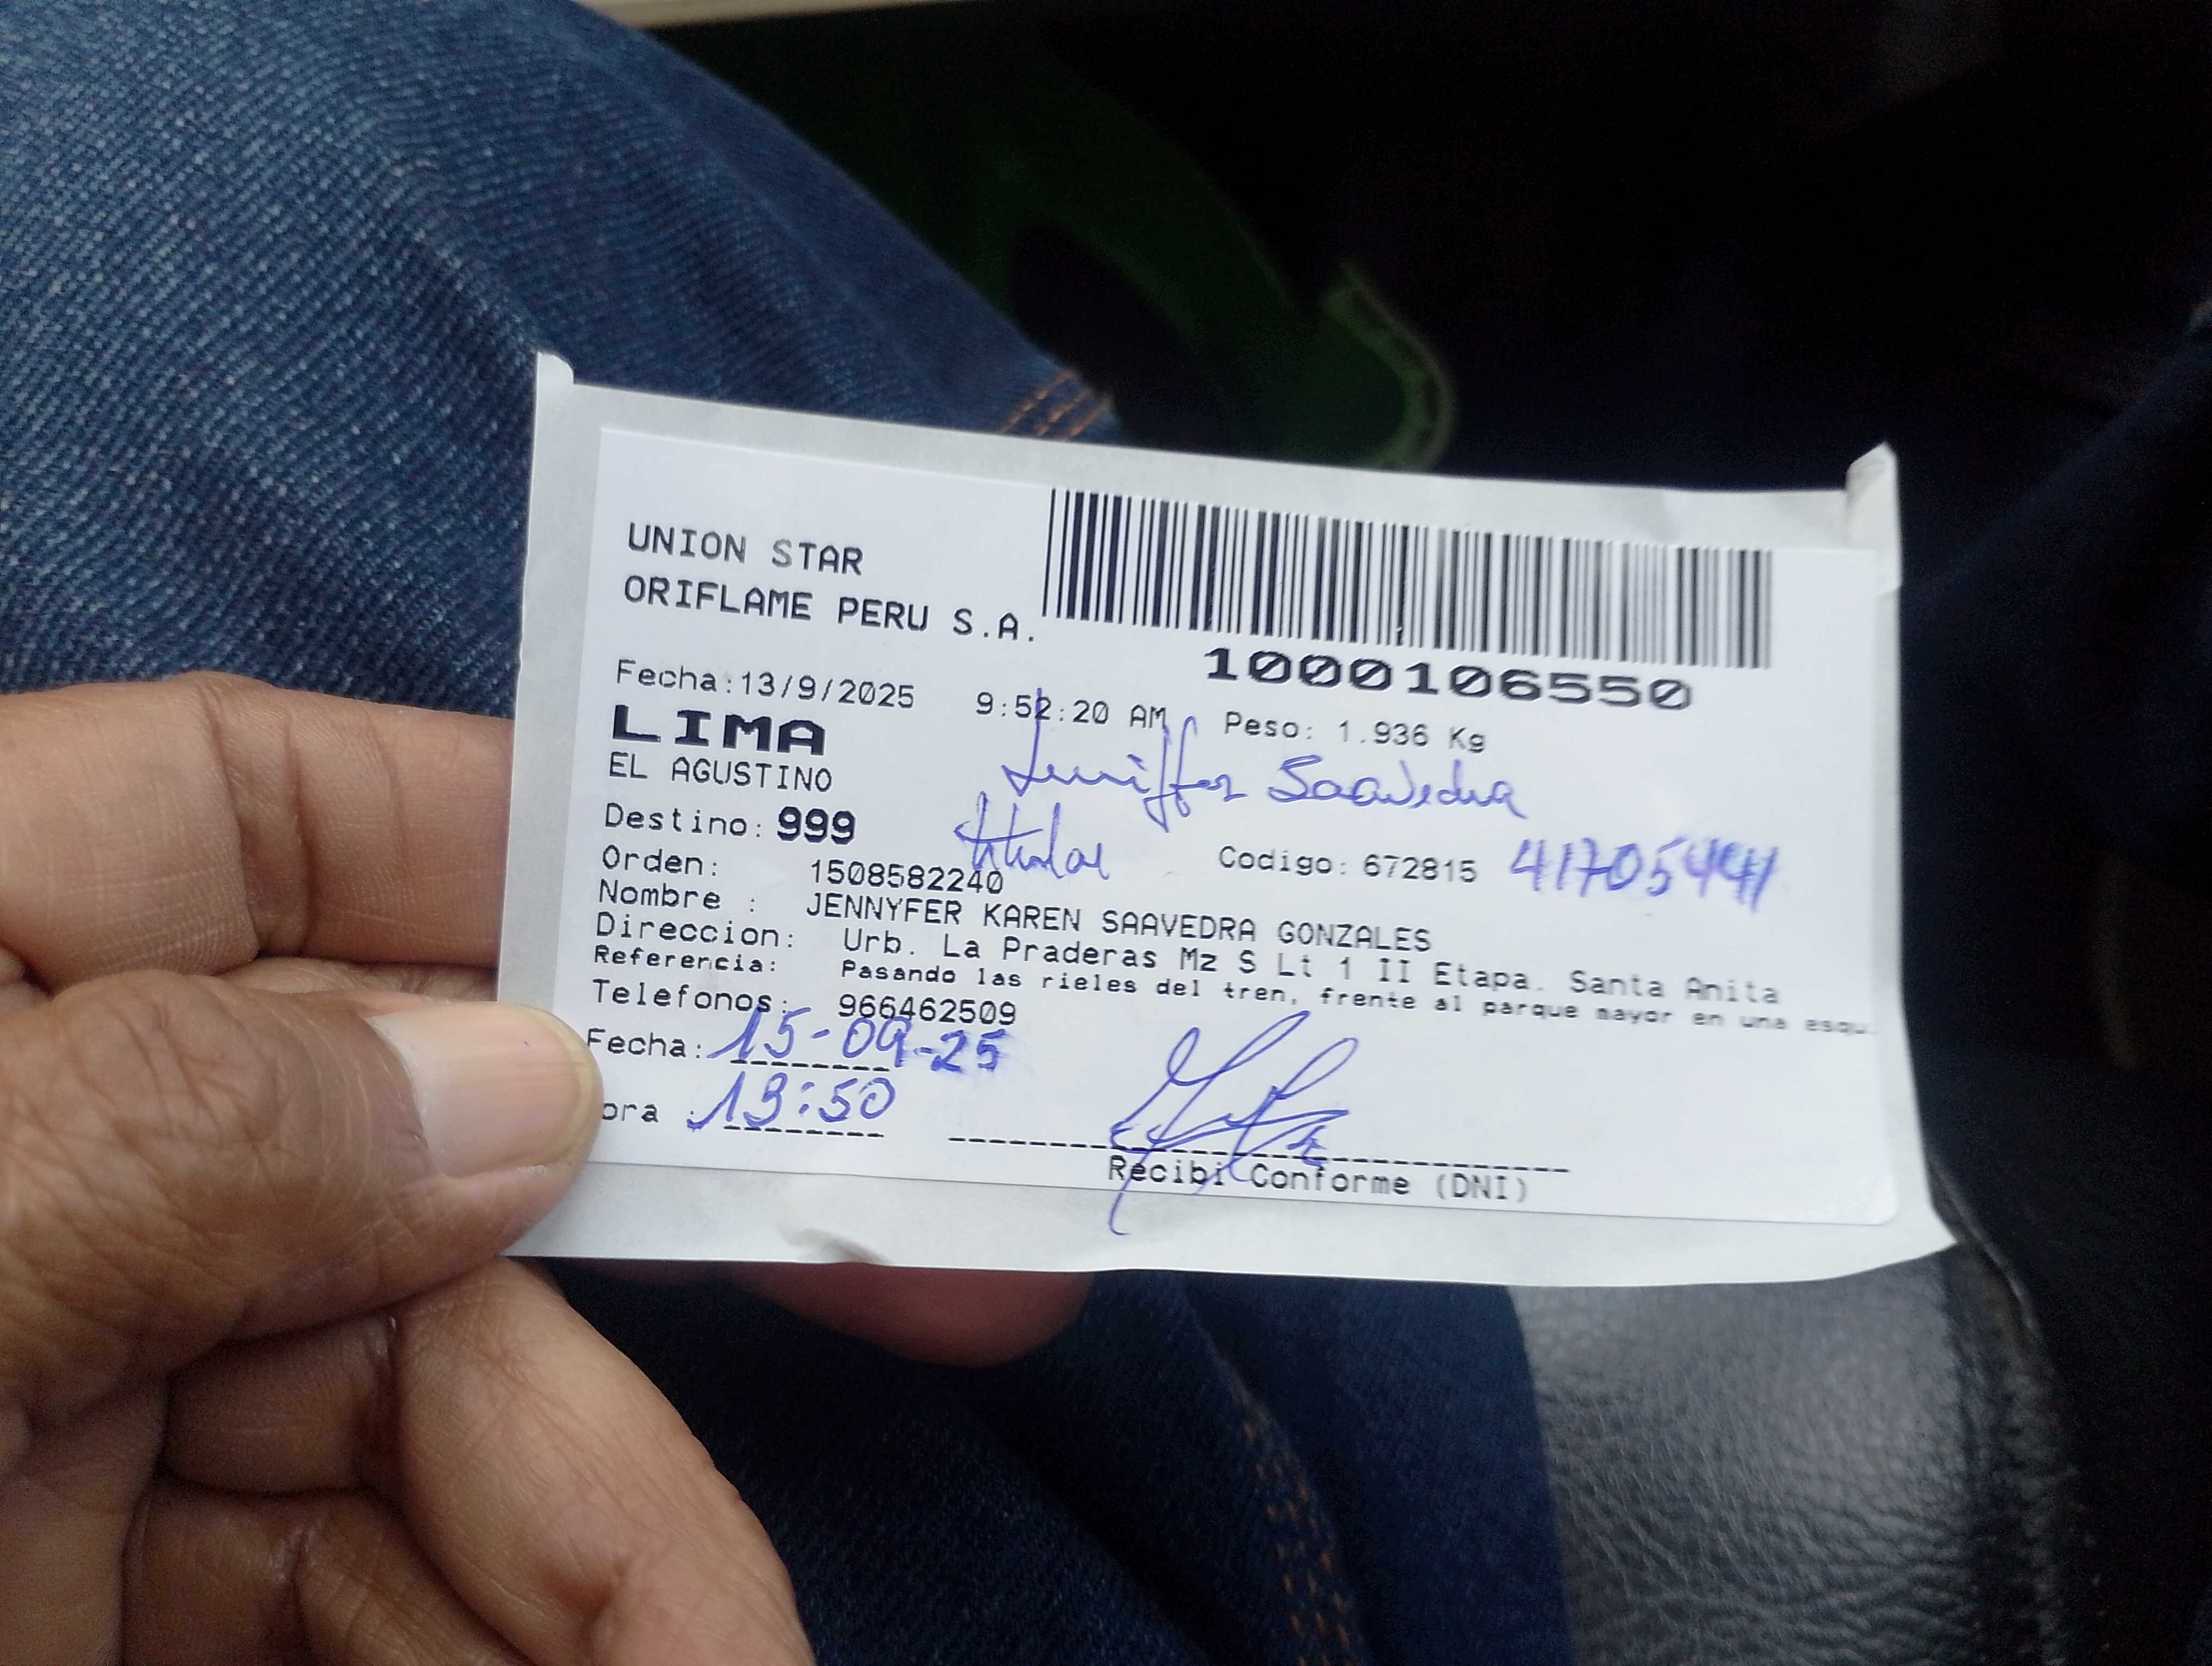 UNION STAR
ORIFLAME PERU S.A.
1000106550
Fecha:13/9/2025 9:52:20 AM Peso: 1.936 Kg
LIMA
Jeniffer Saavedra
EL AGUSTINO
Destino: 999 titular
Orden: 1508582240 Codigo: 672815 41705441
Nombre : JENNYFER KAREN SAAVEDRA GONZALES
Direccion: Urb. La Praderas Mz S Lt 1 II Etapa. Santa Anita
Referencia: Pasando las rieles del tren, frente al parque mayor en una esqu
Telefonos: 966462509
Fecha: 15-09-25
ora : 13:50
Recibi Conforme (DNI)